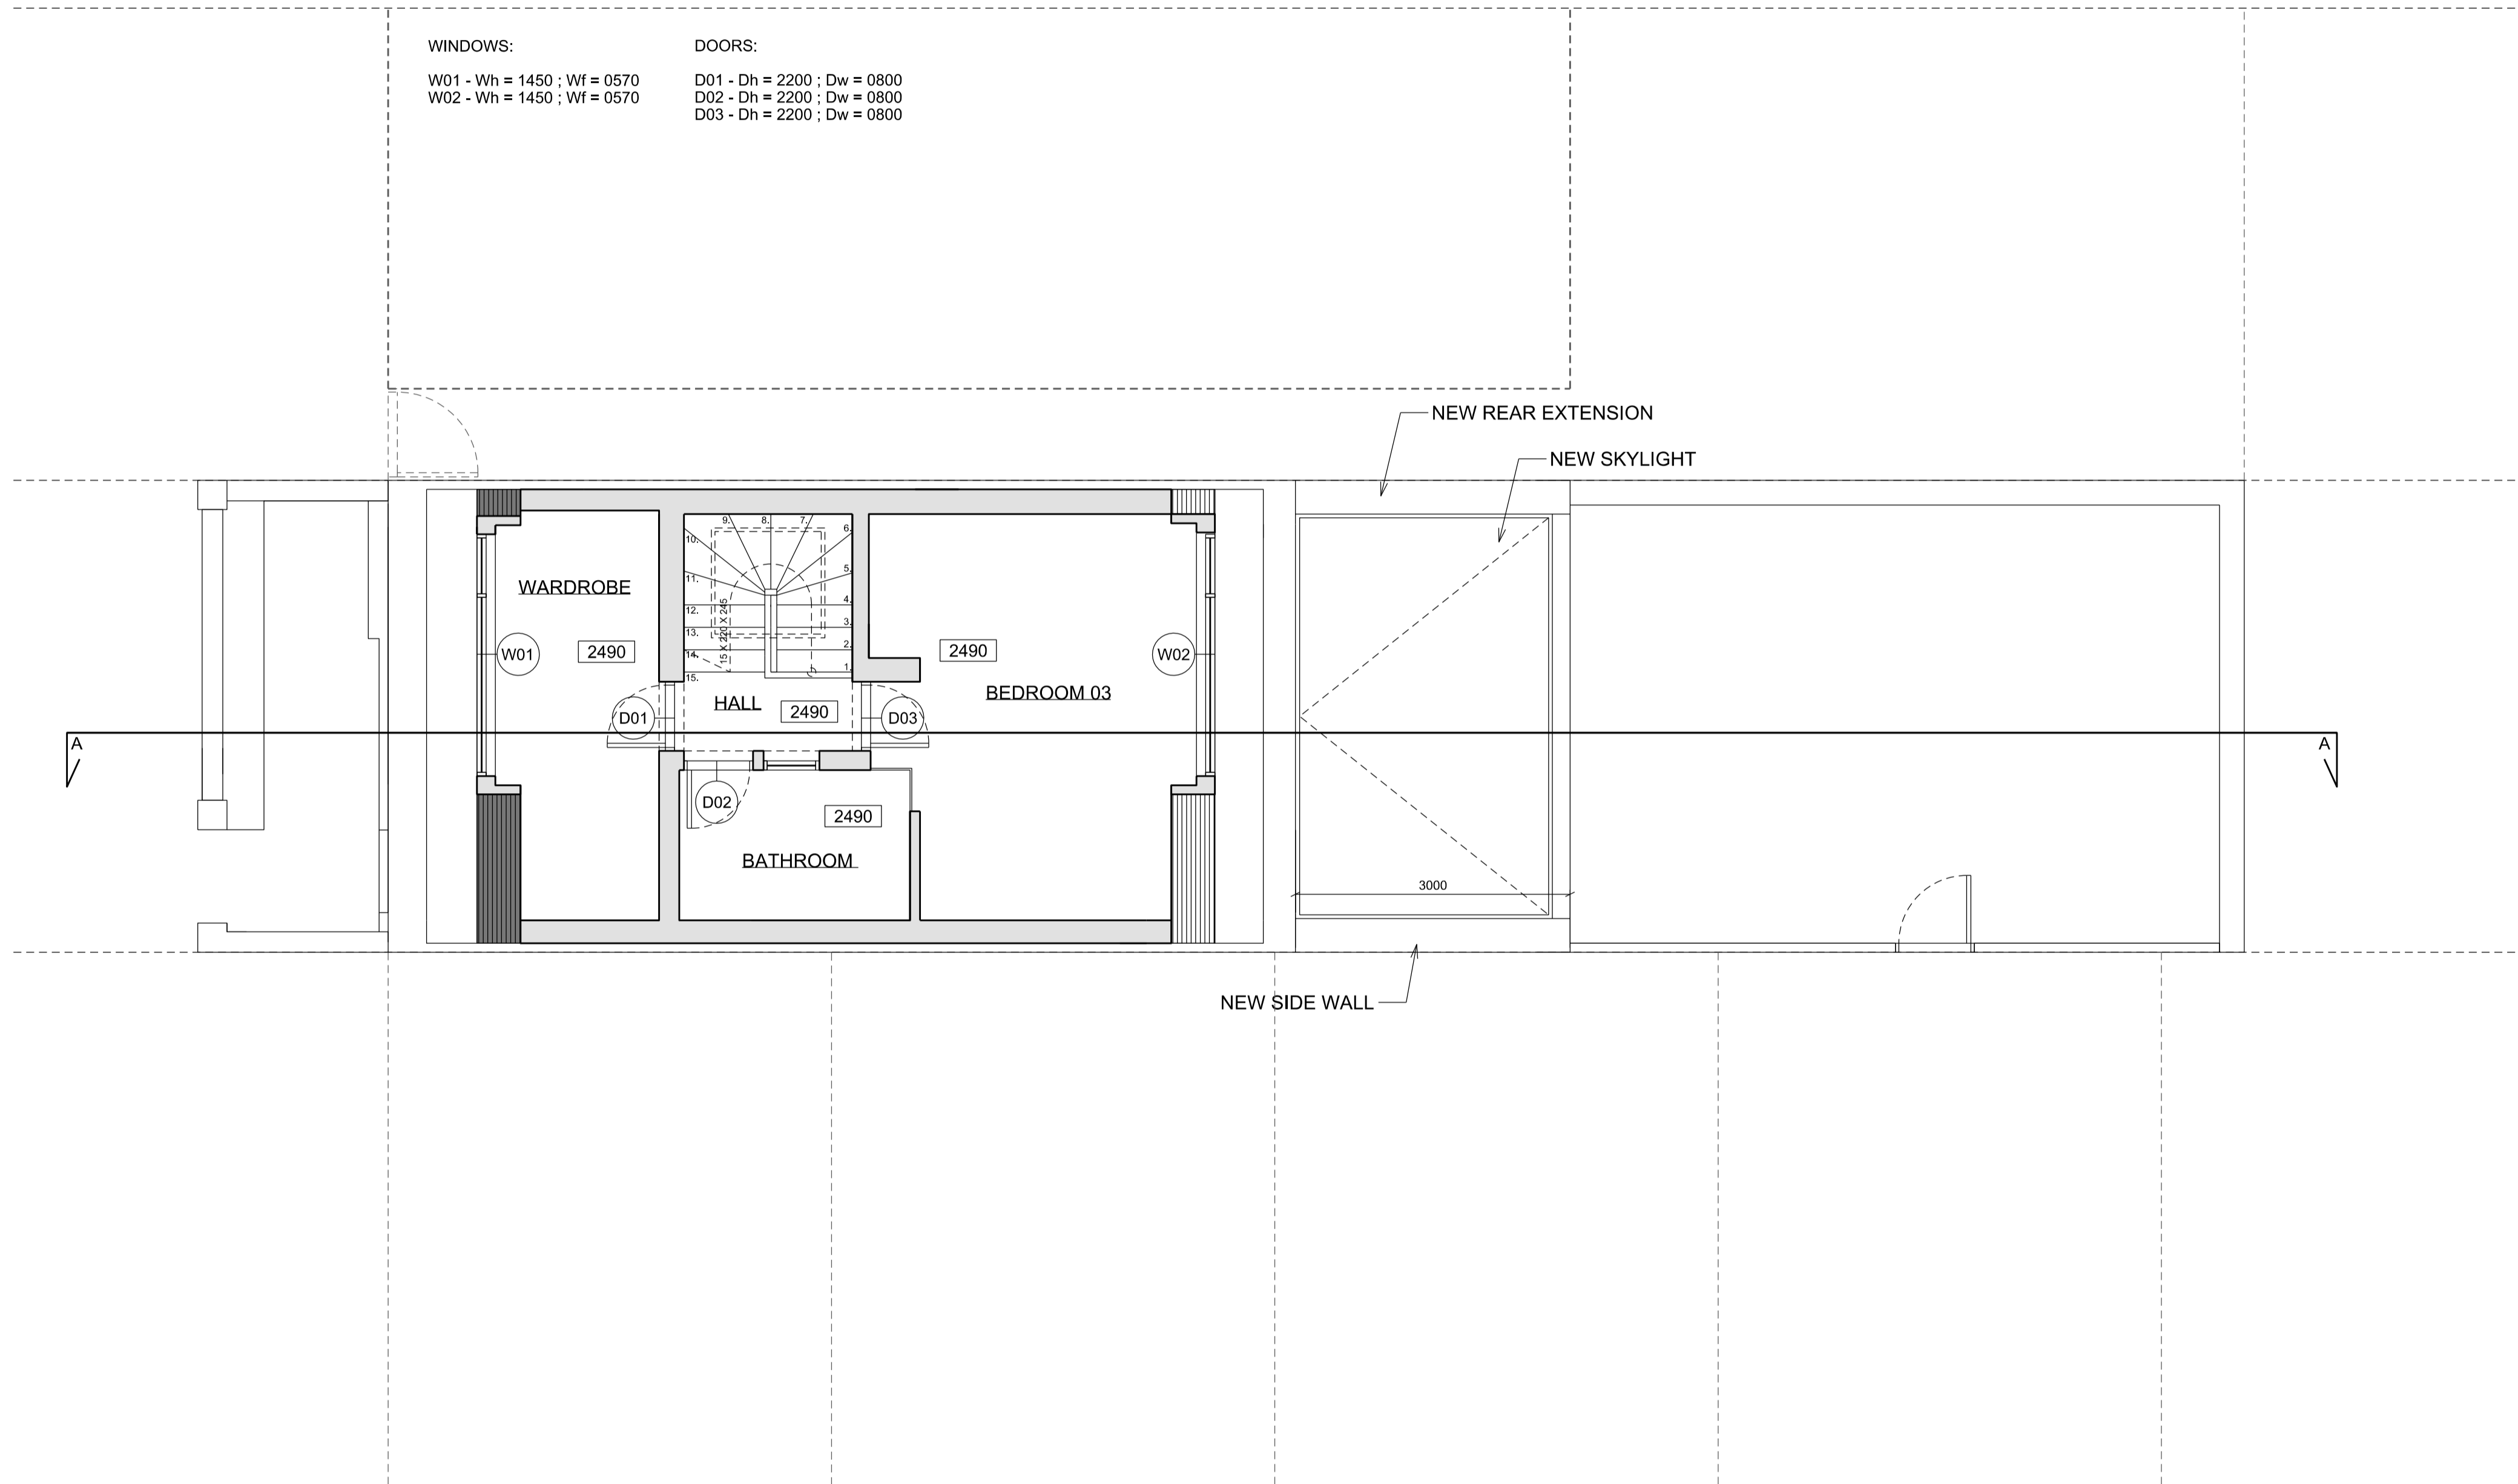 WINDOWS:
W01 - Wh = 1450 ; Wf = 0570
W02 - Wh = 1450 ; Wf = 0570
DOORS:
D01 - Dh = 2200 ; Dw = 0800
D02 - Dh = 2200 ; Dw = 0800
D03 - Dh = 2200 ; Dw = 0800
NEW REAR EXTENSION
NEW SKYLIGHT
9.
8.
7.
6.
10.
5.
11.
WARDROBE
4.
12.
3.
13.
2.
14.
1.
15.
15 X 220 X 245
W01
2490
2490
W02
BEDROOM 03
HALL
2490
D01
D03
A
A
D02
2490
BATHROOM
3000
NEW SIDE WALL